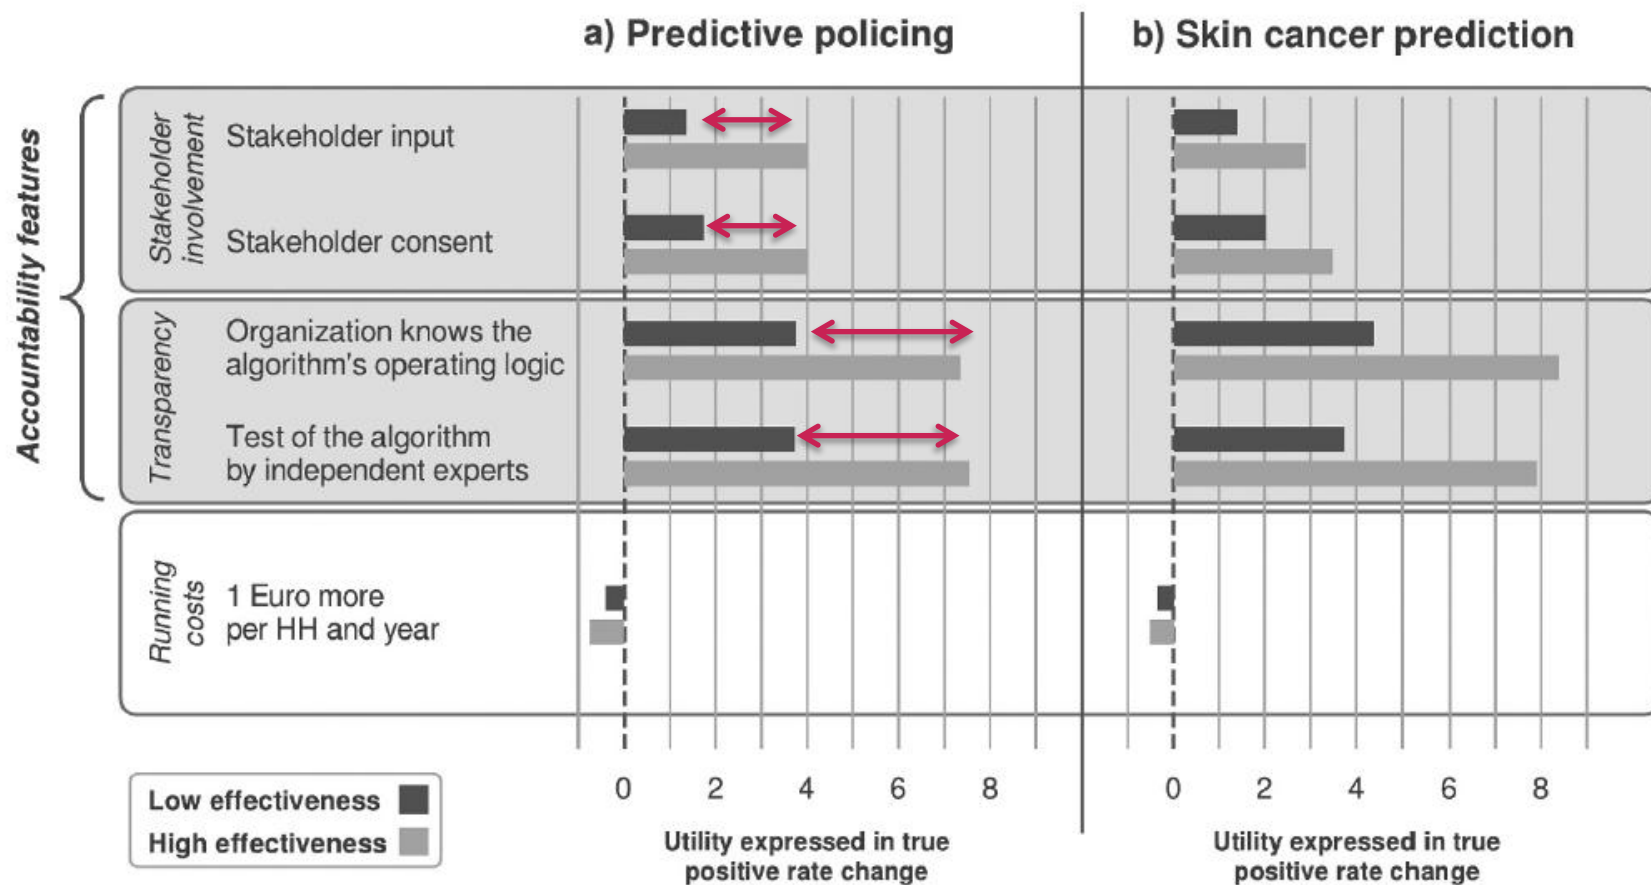 a) Predictive policing
b) Skin cancer prediction
Accountability features
Stakeholder
involvement
Stakeholder input
Stakeholder consent
Transparency
Organization knows the
algorithm's operating logic
Test of the algorithm
by independent experts
Running
costs
1 Euro more
per HH and year
0 2 4 6 8
0 2 4 6 8
Low effectiveness
High effectiveness
Utility expressed in true
positive rate change
Utility expressed in true
positive rate change